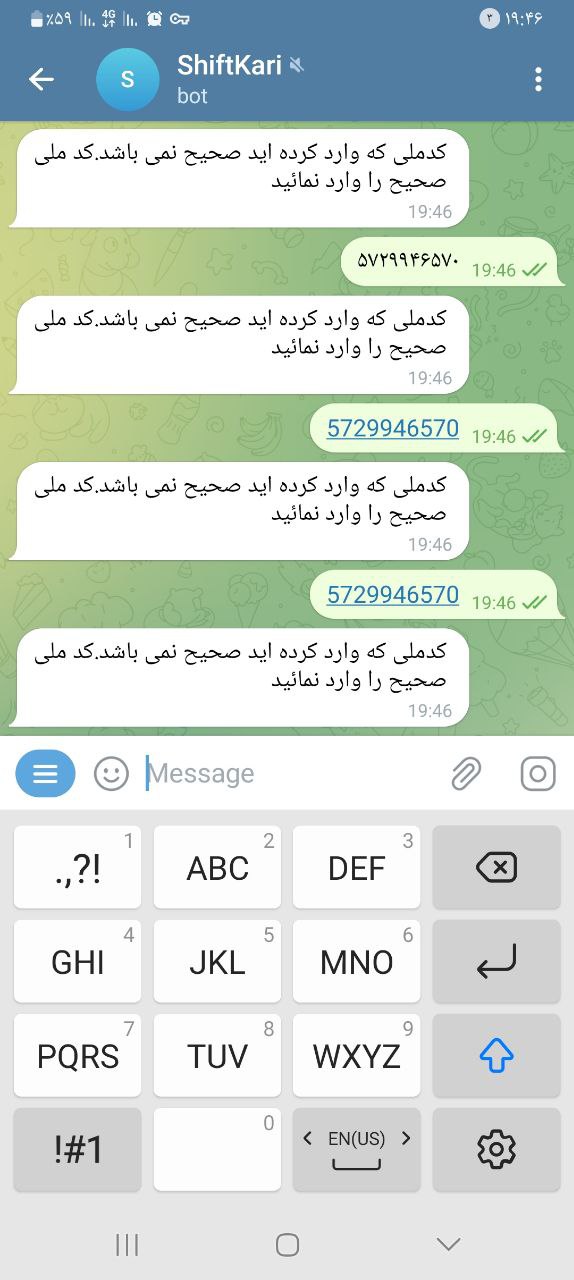 ٪۵۹ 4G ۳ ۱۹:۴۶
ShiftKari
S
bot
کدملی که وارد کرده اید صحیح نمی باشد.کد ملی
صحیح را وارد نمائید
19:46
۵۷۲۹۹۴۶۵۷۰ 19:46
کدملی که وارد کرده اید صحیح نمی باشد.کد ملی
صحیح را وارد نمائید
19:46
5729946570 19:46
کدملی که وارد کرده اید صحیح نمی باشد.کد ملی
صحیح را وارد نمائید
19:46
5729946570 19:46
کدملی که وارد کرده اید صحیح نمی باشد.کد ملی
صحیح را وارد نمائید
19:46
Message
.,?! 1 ABC 2 DEF 3
GHI 4 JKL 5 MNO 6
PQRS 7 TUV 8 WXYZ 9
!#1 0 < EN(US) >